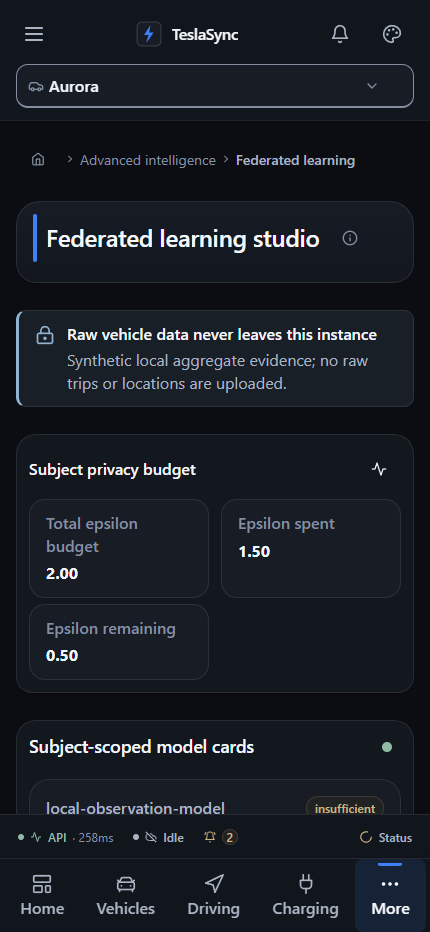 TeslaSync
Aurora
Advanced intelligence
Federated learning
Federated learning studio
Raw vehicle data never leaves this instance
Synthetic local aggregate evidence; no raw
trips or locations are uploaded.
Subject privacy budget
Total epsilon
budget
2.00
Epsilon spent
1.50
Epsilon remaining
0.50
Subject-scoped model cards
local-observation-model
insufficient
API · 258ms
Idle
2
Status
Home
Vehicles
Driving
Charging
More